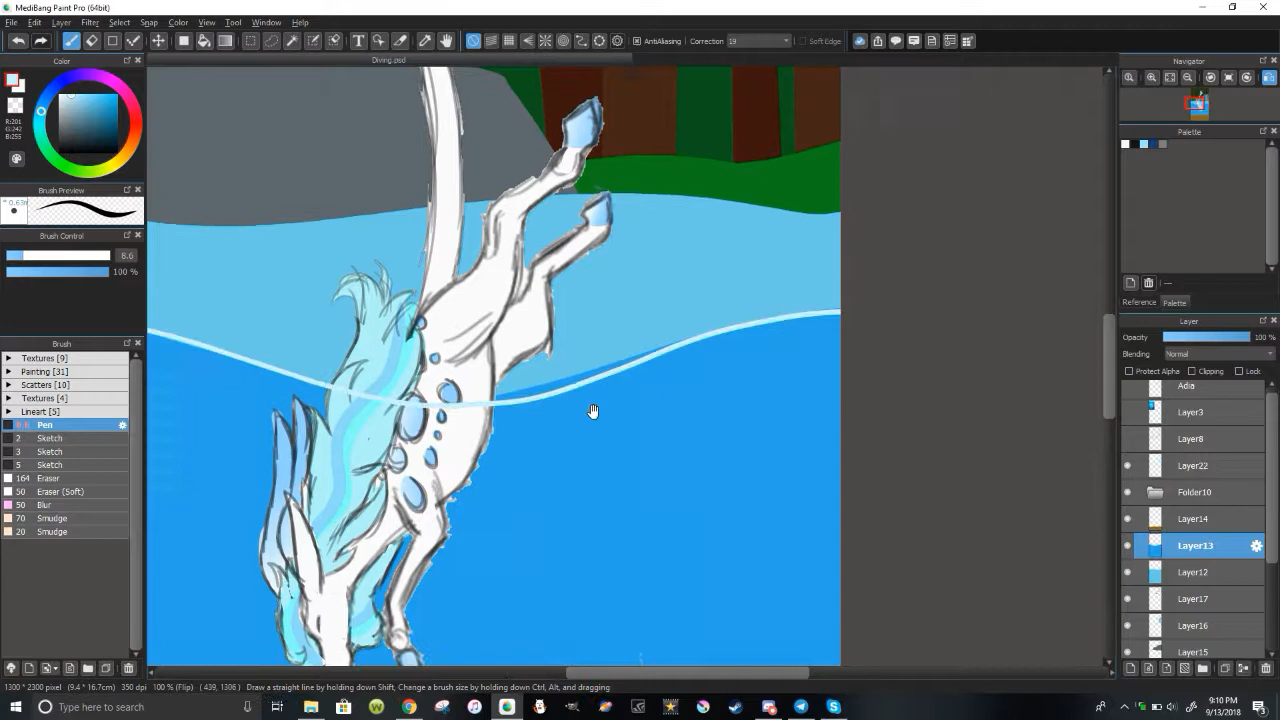 MediBang Paint Pro (64bit)
File Edit Layer Filter Select Snap Color View Tool Window Help
AntiAliasing Correction 19 Soft Edge
Color
Diving.psd
Navigator
R:201
G:242
B:255
Palette
Brush Preview
0.63m
Brush Control
8.6
100 %
---
Reference Palette
Layer
Opacity 100 %
Blending Normal
Protect Alpha Clipping Lock
Brush
Textures [9]
Painting [31]
Scatters [10]
Textures [4]
Lineart [5]
Pen
2 Sketch
3 Sketch
5 Sketch
164 Eraser
50 Eraser (Soft)
50 Blur
70 Smudge
20 Smudge
Adia
Layer3
Layer8
Layer22
Folder10
Layer14
Layer13
Layer12
Layer17
Layer16
Layer15
1300 * 2300 pixel (9.4 * 16.7cm) 350 dpi 100 % (Flip) ( 439, 1306 ) Draw a straight line by holding down Shift, Change a brush size by holding down Ctrl, Alt, and dragging
Type here to search
9:10 PM
9/13/2018